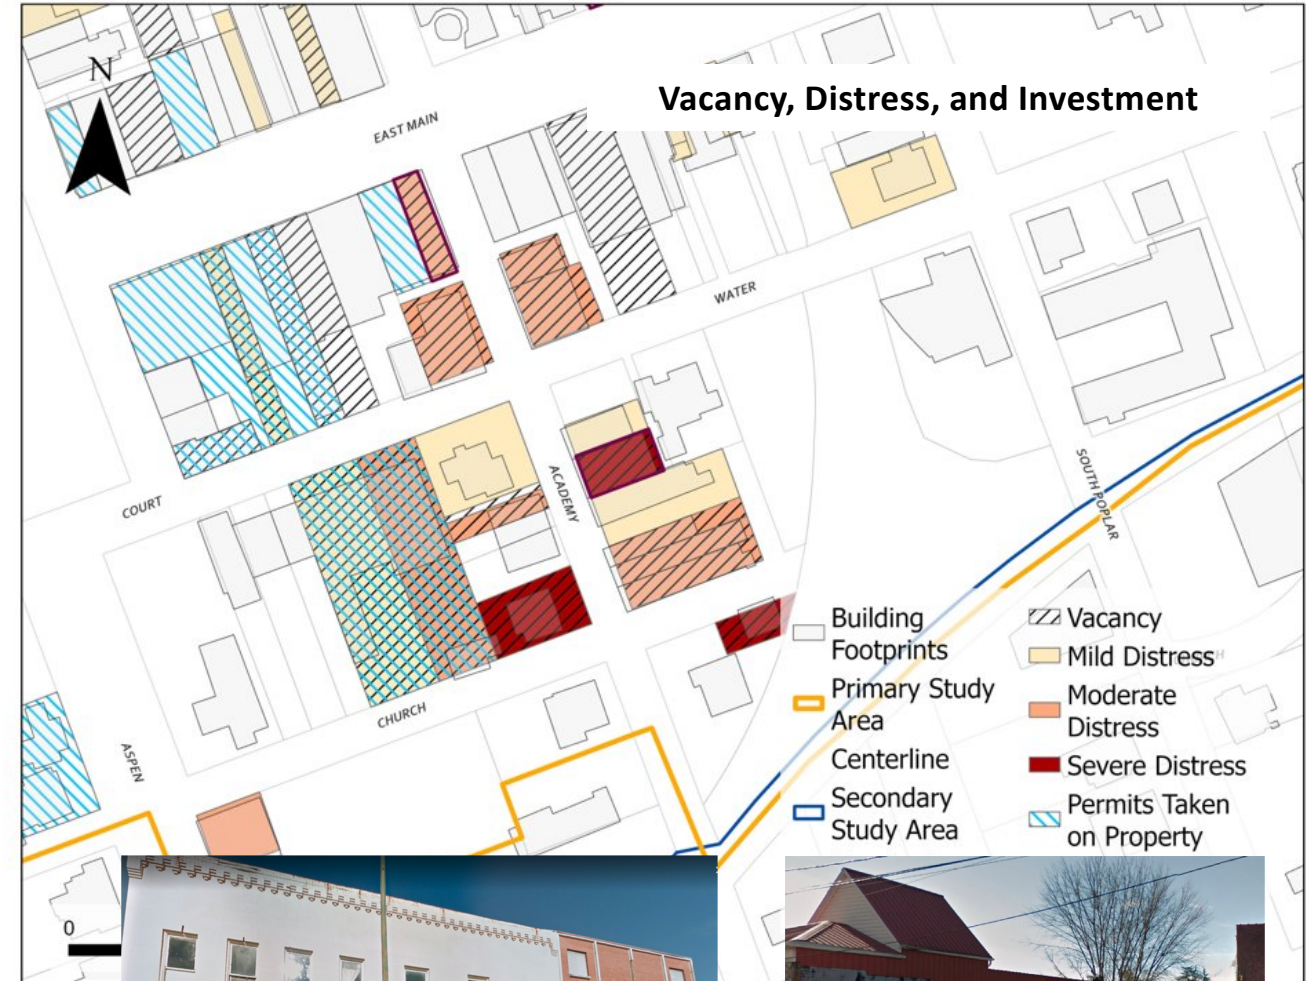 Vacancy, Distress, and Investment
N
EAST MAIN
WATER
COURT
ACADEMY
SOUTH POPLAR
CHURCH
ASPEN
Building
Footprints
Primary Study
Area
Centerline
Secondary
Study Area
Vacancy
Mild Distress
Moderate
Distress
Severe Distress
Permits Taken
on Property
0